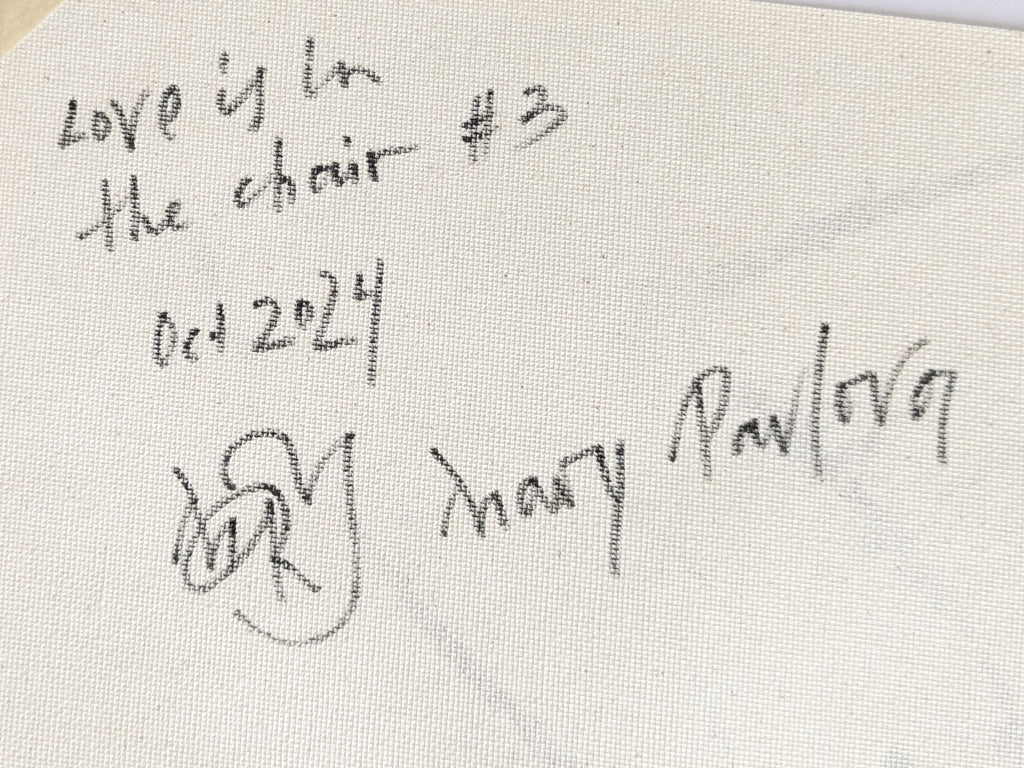 Love is in
the chair #3
Oct 2024
Mary Pavlova